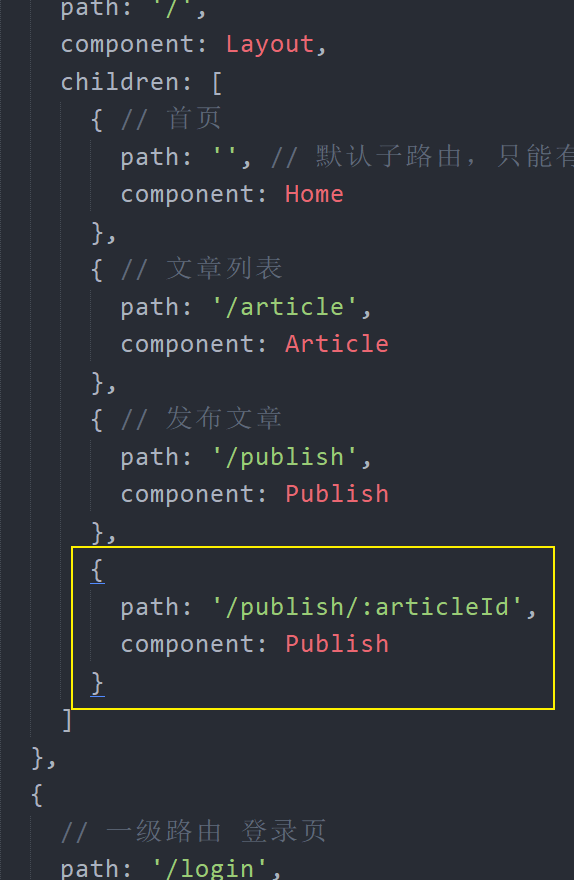 path: '/',
component: Layout,
children: [
{ // 首页
path: '', // 默认子路由，只能有
component: Home
},
{ // 文章列表
path: '/article',
component: Article
},
{ // 发布文章
path: '/publish',
component: Publish
},
{
path: '/publish/:articleId',
component: Publish
}
]
},
{
// 一级路由 登录页
path: '/login',